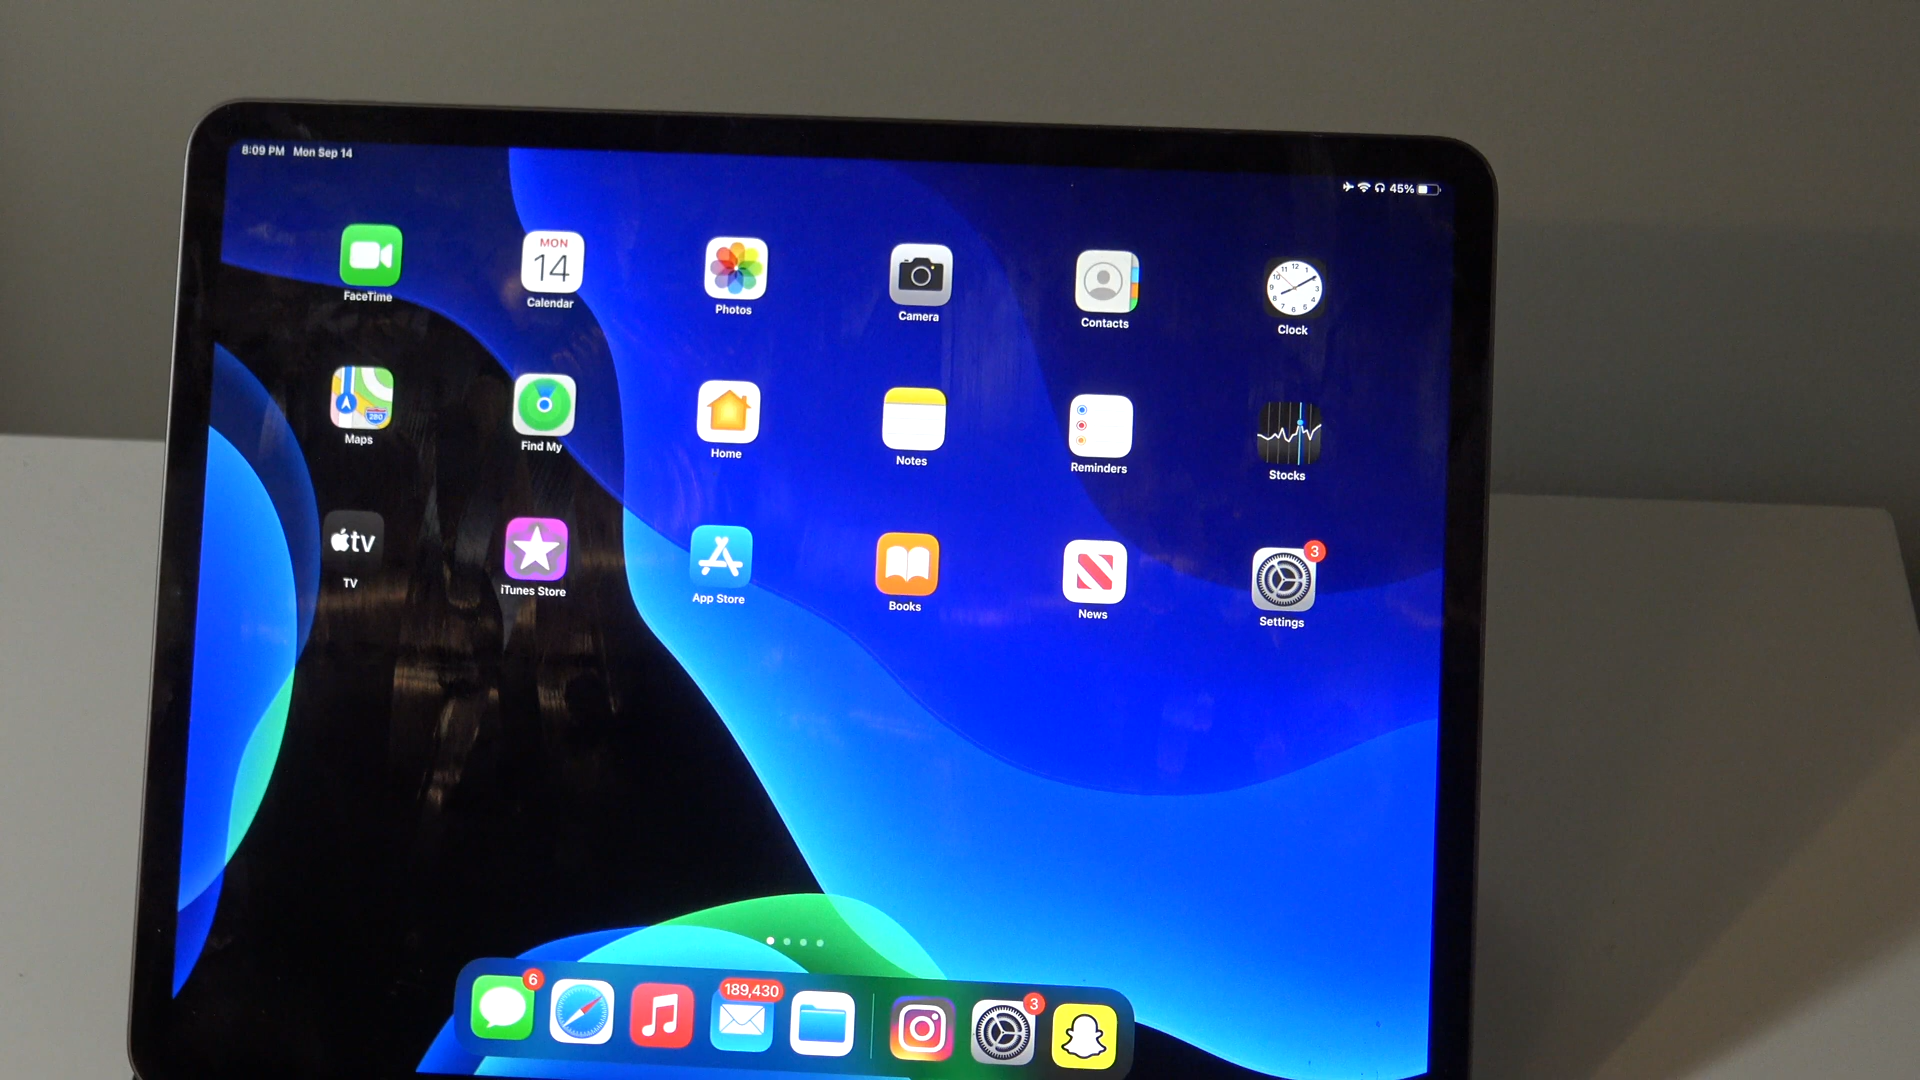 8:09 PM Mon Sep 14
45%
FaceTime
MON
14
Calendar
Photos
Camera
Contacts
Clock
280
Maps
Find My
Home
Notes
Reminders
Stocks
tv
TV
iTunes Store
App Store
Books
News
3
Settings
6
189,430
3